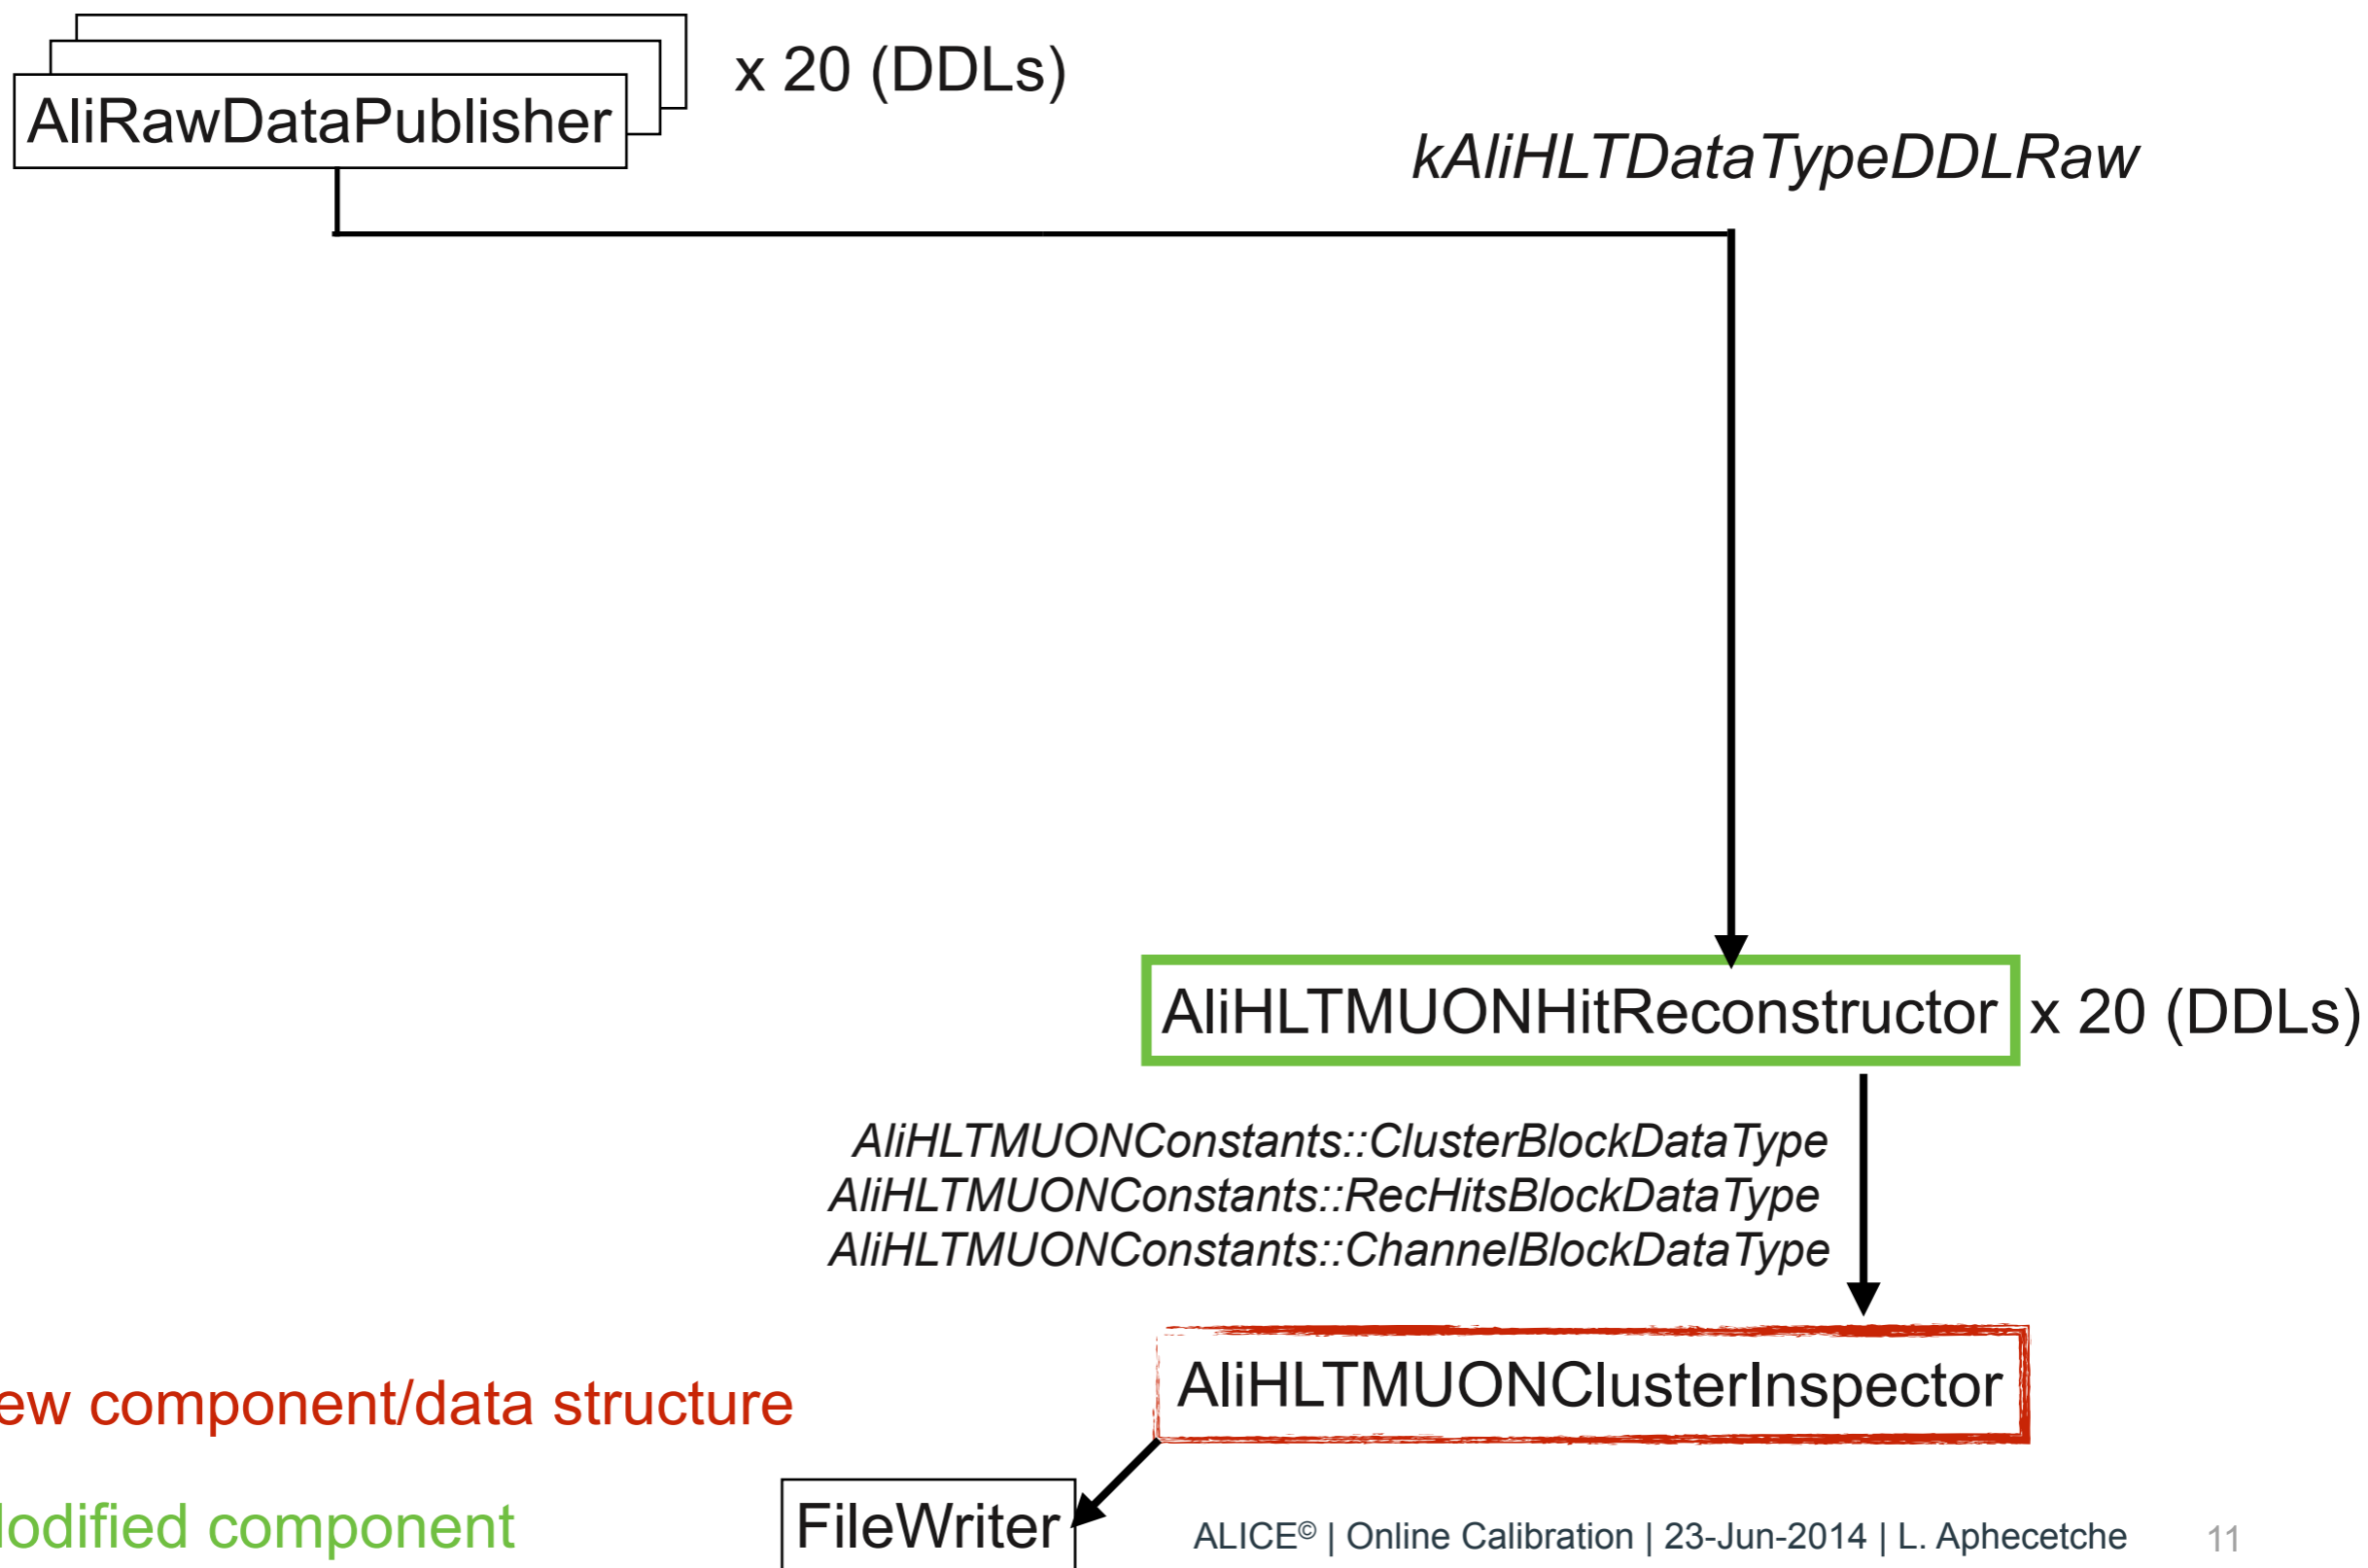 x 20 (DDLs)
AliRawDataPublisher
kAliHLTDataTypeDDLRaw
AliHLTMUONHitReconstructor x 20 (DDLs)
AliHLTMUONConstants::ClusterBlockDataType
AliHLTMUONConstants::RecHitsBlockDataType
AliHLTMUONConstants::ChannelBlockDataType
AliHLTMUONClusterInspector
ew component/data structure
odified component
FileWriter
ALICE© | Online Calibration | 23-Jun-2014 | L. Aphecetche 11